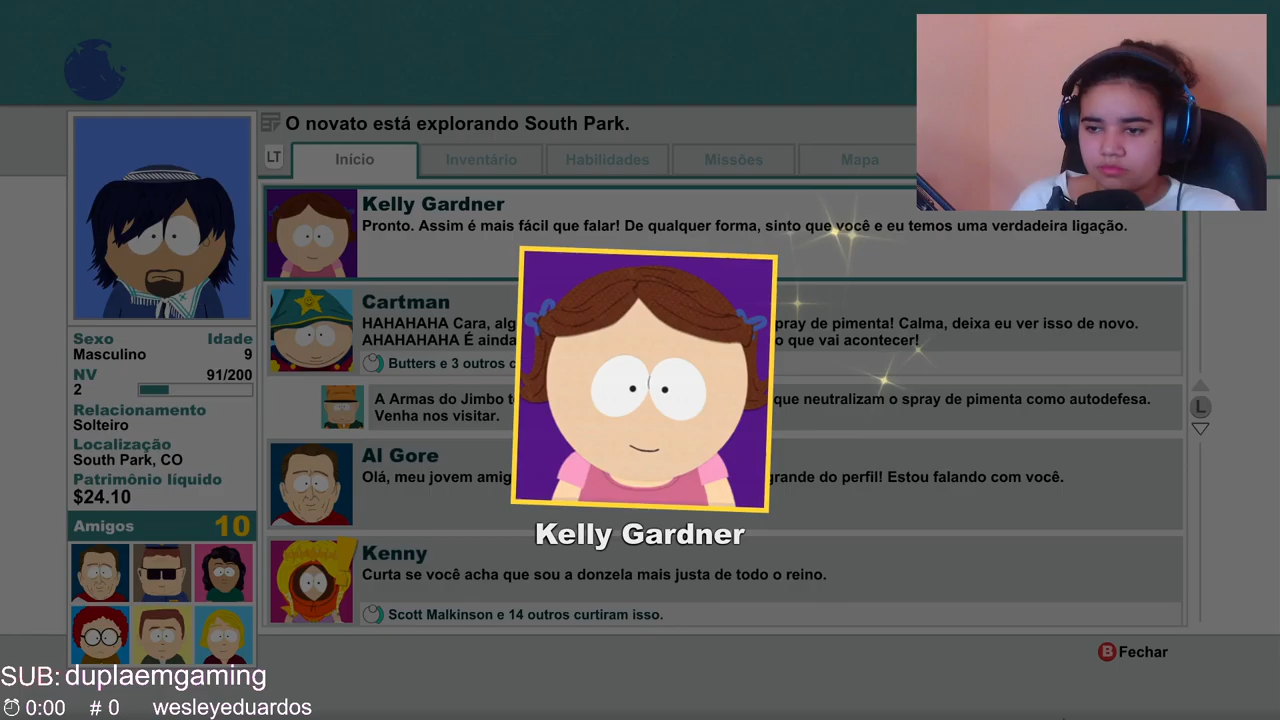 O novato está explorando South Park.
LT
Início
Inventário
Habilidades
Missões
Mapa
Kelly Gardner
Pronto. Assim é mais fácil que falar! De qualquer forma, sinto que você e eu temos uma verdadeira ligação.
Cartman
HAHAHAHA Cara, alg spray de pimenta! Calma, deixa eu ver isso de novo.
AHAHAHAHA É ainda o que vai acontecer!
Butters e 3 outros c
A Armas do Jimbo te que neutralizam o spray de pimenta como autodefesa.
Venha nos visitar.
Al Gore
Olá, meu jovem amig grande do perfil! Estou falando com você.
Kenny
Curta se você acha que sou a donzela mais justa de todo o reino.
Scott Malkinson e 14 outros curtiram isso.
Kelly Gardner
Sexo Idade
Masculino 9
NV 91/200
2
Relacionamento
Solteiro
Localização
South Park, CO
Patrimônio líquido
$24.10
Amigos 10
L
B Fechar
SUB: duplaemgaming
0:00 # 0 wesleyeduardos